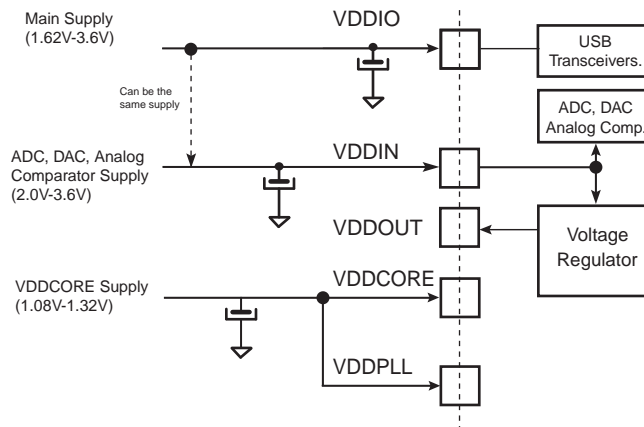 Main Supply
(1.62V-3.6V)
VDDIO
USB
Transceivers.
Can be the
same supply
ADC, DAC
Analog Comp.
ADC, DAC, Analog
Comparator Supply
(2.0V-3.6V)
VDDIN
VDDOUT
Voltage
Regulator
VDDCORE Supply
(1.08V-1.32V)
VDDCORE
VDDPLL